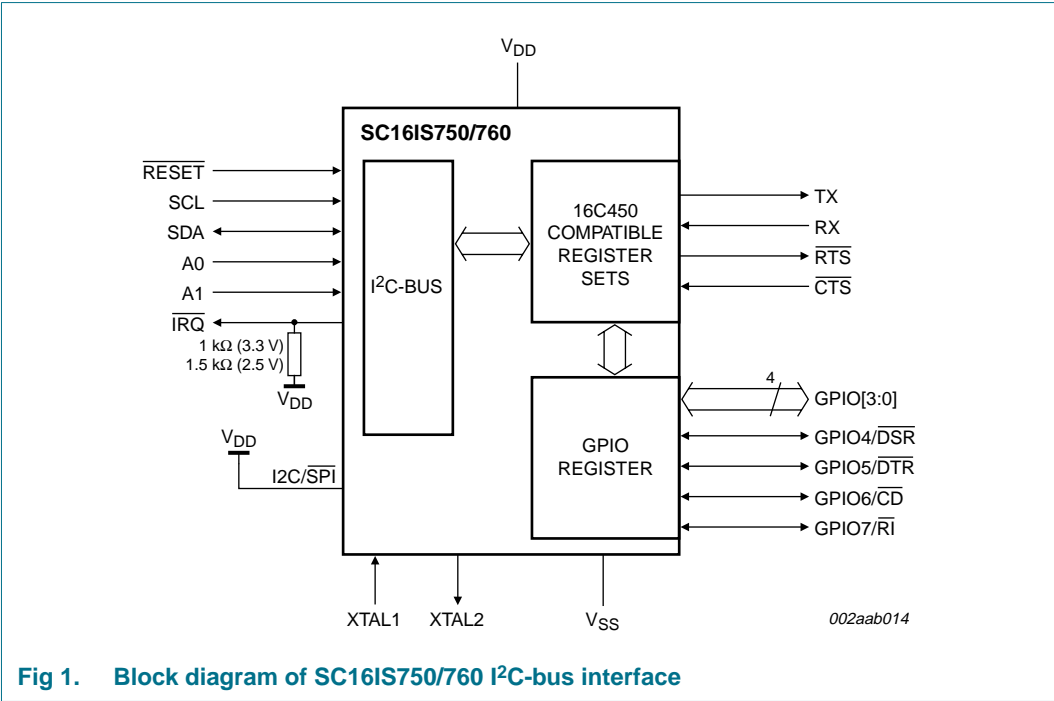 VDD
SC16IS750/760
RESET
SCL
SDA
A0
A1
IRQ
1 kΩ (3.3 V)
1.5 kΩ (2.5 V)
VDD
VDD
I2C/SPI
I²C-BUS
16C450
COMPATIBLE
REGISTER
SETS
TX
RX
RTS
CTS
GPIO
REGISTER
4
GPIO[3:0]
GPIO4/DSR
GPIO5/DTR
GPIO6/CD
GPIO7/RI
XTAL1
XTAL2
VSS
002aab014
Fig 1. Block diagram of SC16IS750/760 I²C-bus interface